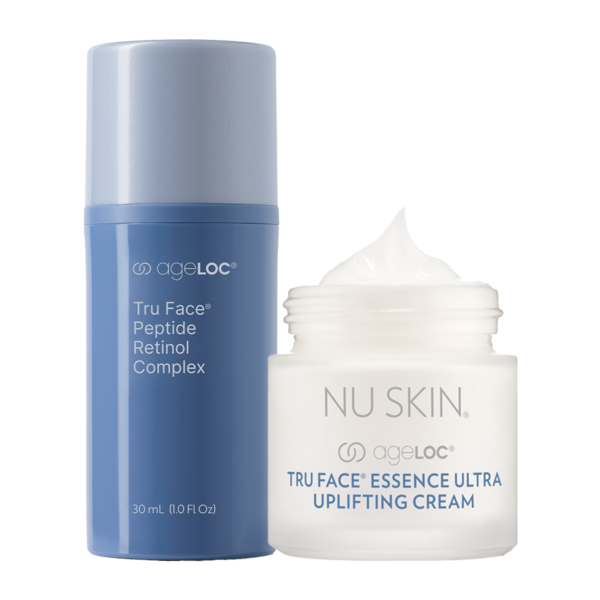 ageLOC®
Tru Face®
Peptide
Retinol
Complex
30 mL (1.0 Fl Oz)
NU SKIN®
ageLOC®
TRU FACE® ESSENCE ULTRA
UPLIFTING CREAM